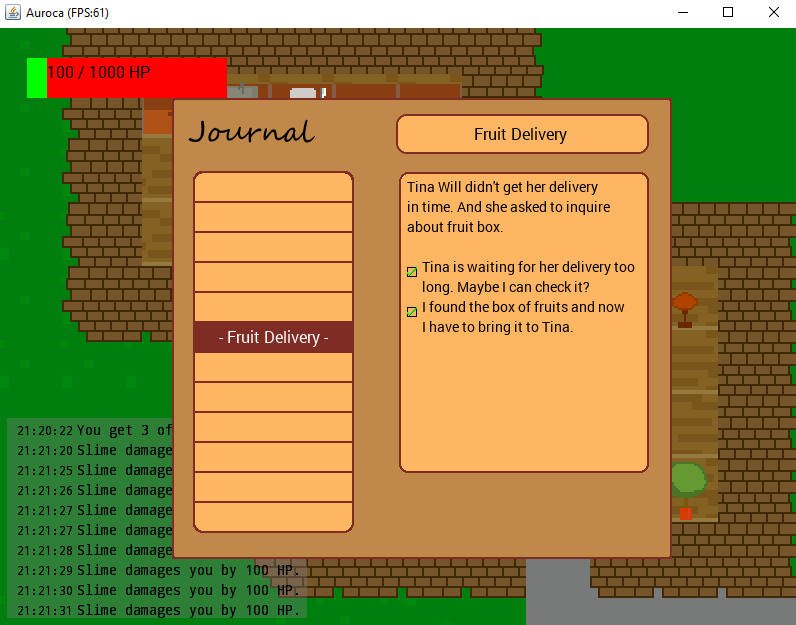 Auroca (FPS:61)
100 / 1000 HP
Journal
Fruit Delivery
Tina Will didn't get her delivery
in time. And she asked to inquire
about fruit box.
Tina is waiting for her delivery too
long. Maybe I can check it?
I found the box of fruits and now
I have to bring it to Tina.
- Fruit Delivery -
21:20:22 You get 3 of
21:21:20 Slime damage
21:21:25 Slime damage
21:21:26 Slime damage
21:21:27 Slime damage
21:21:27 Slime damage
21:21:28 Slime damage
21:21:29 Slime damages you by 100 HP.
21:21:30 Slime damages you by 100 HP.
21:21:31 Slime damages you by 100 HP.